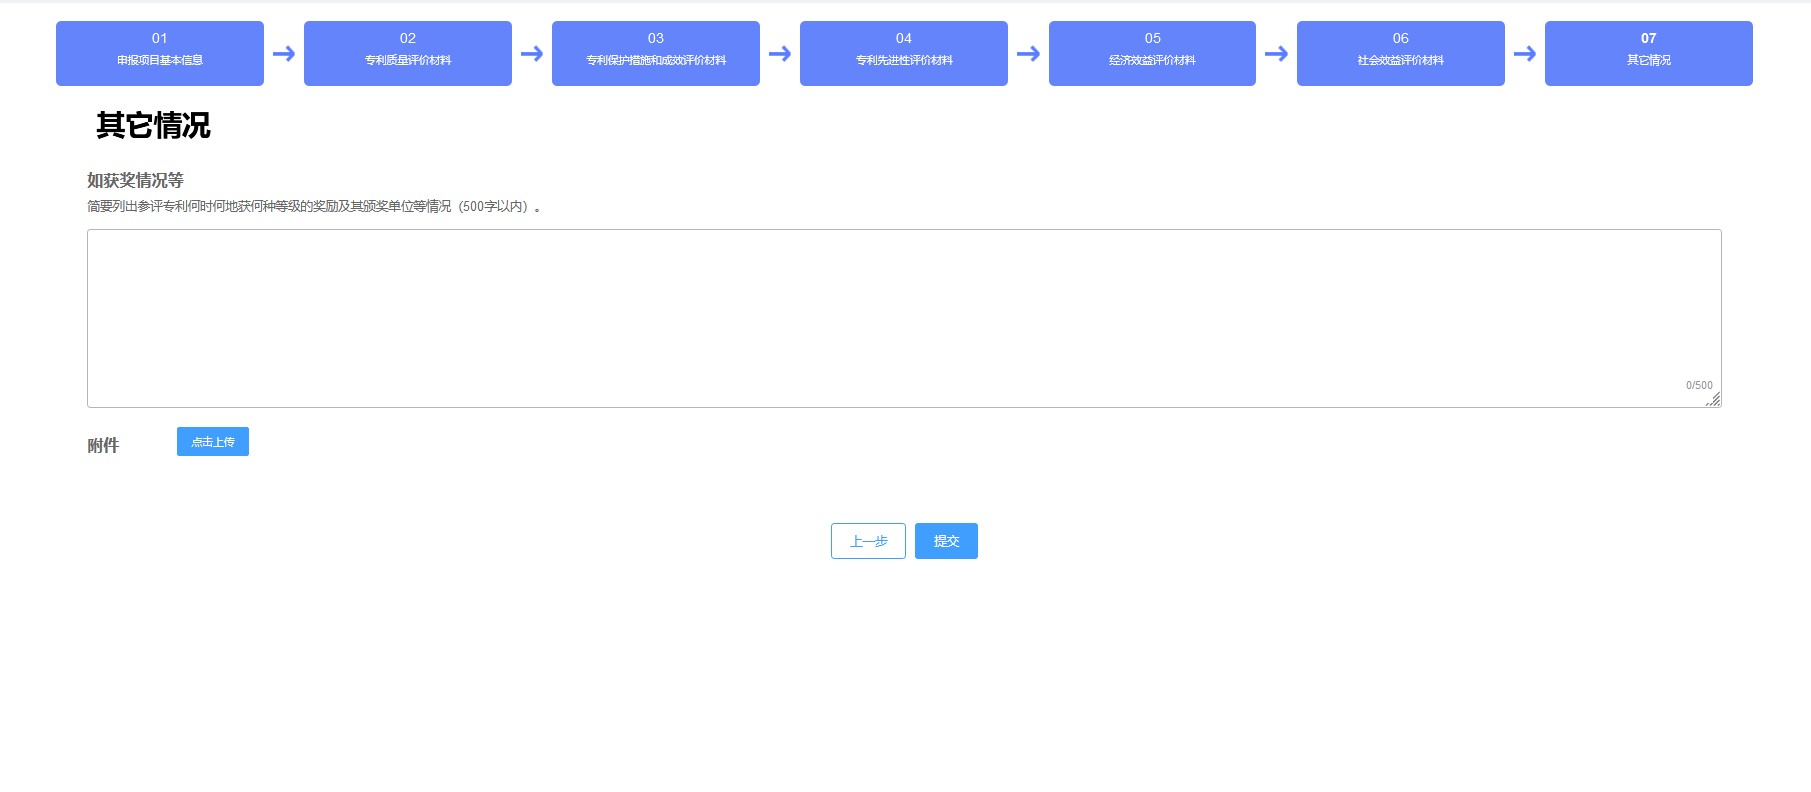 01
申报项目基本信息
02
专利质量评价材料
03
专利保护措施和成效评价材料
04
专利先进性评价材料
05
经济效益评价材料
06
社会效益评价材料
07
其它情况
其它情况
如获奖情况等
简要列出参评专利何时何地获何种等级的奖励及其颁奖单位等情况（500字以内）。
0/500
附件
点击上传
上一步
提交